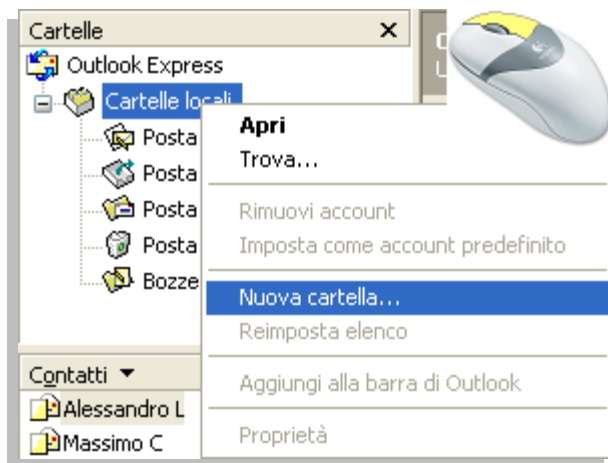 Cartelle
Outlook Express
Cartelle locali
Posta
Posta
Posta
Posta
Bozze
Apri
Trova...
Rimuovi account
Imposta come account predefinito
Nuova cartella...
Reimposta elenco
Aggiungi alla barra di Outlook
Proprietà
Contatti
Alessandro L
Massimo C